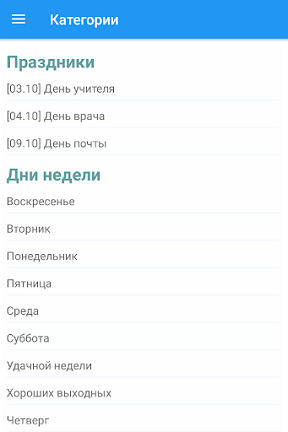 Категории
Праздники
[03.10] День учителя
[04.10] День врача
[09.10] День почты
Дни недели
Воскресенье
Вторник
Понедельник
Пятница
Среда
Суббота
Удачной недели
Хороших выходных
Четверг